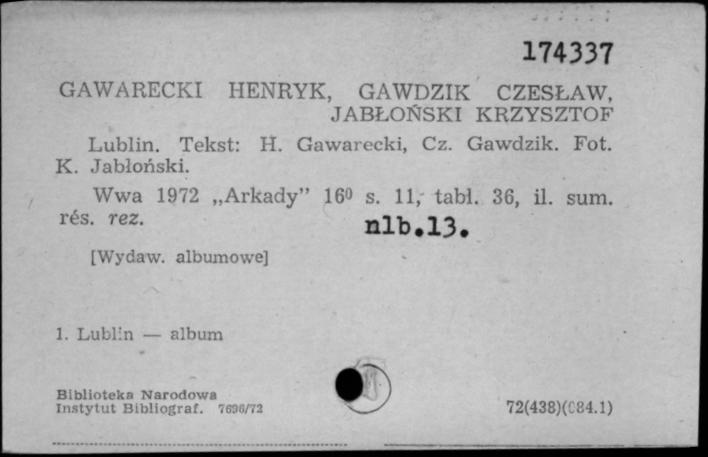 174337
GAWARECKI HENRYK, GAWDZIK CZESŁAW,
JABŁOŃSKI KRZYSZTOF
Lublin. Tekst: H. Gawarecki, Cz. Gawdzik. Fot.
K. Jabłoński.
Wwa 1972 „Arkady” 16⁰ s. 11, tabl. 36, il. sum.
rés. rez.
nlb.13.
[Wydaw. albumowe]
1. Lublin — album
Biblioteka Narodowa
Instytut Bibliograf. 7696/72
72(438)(084.1)